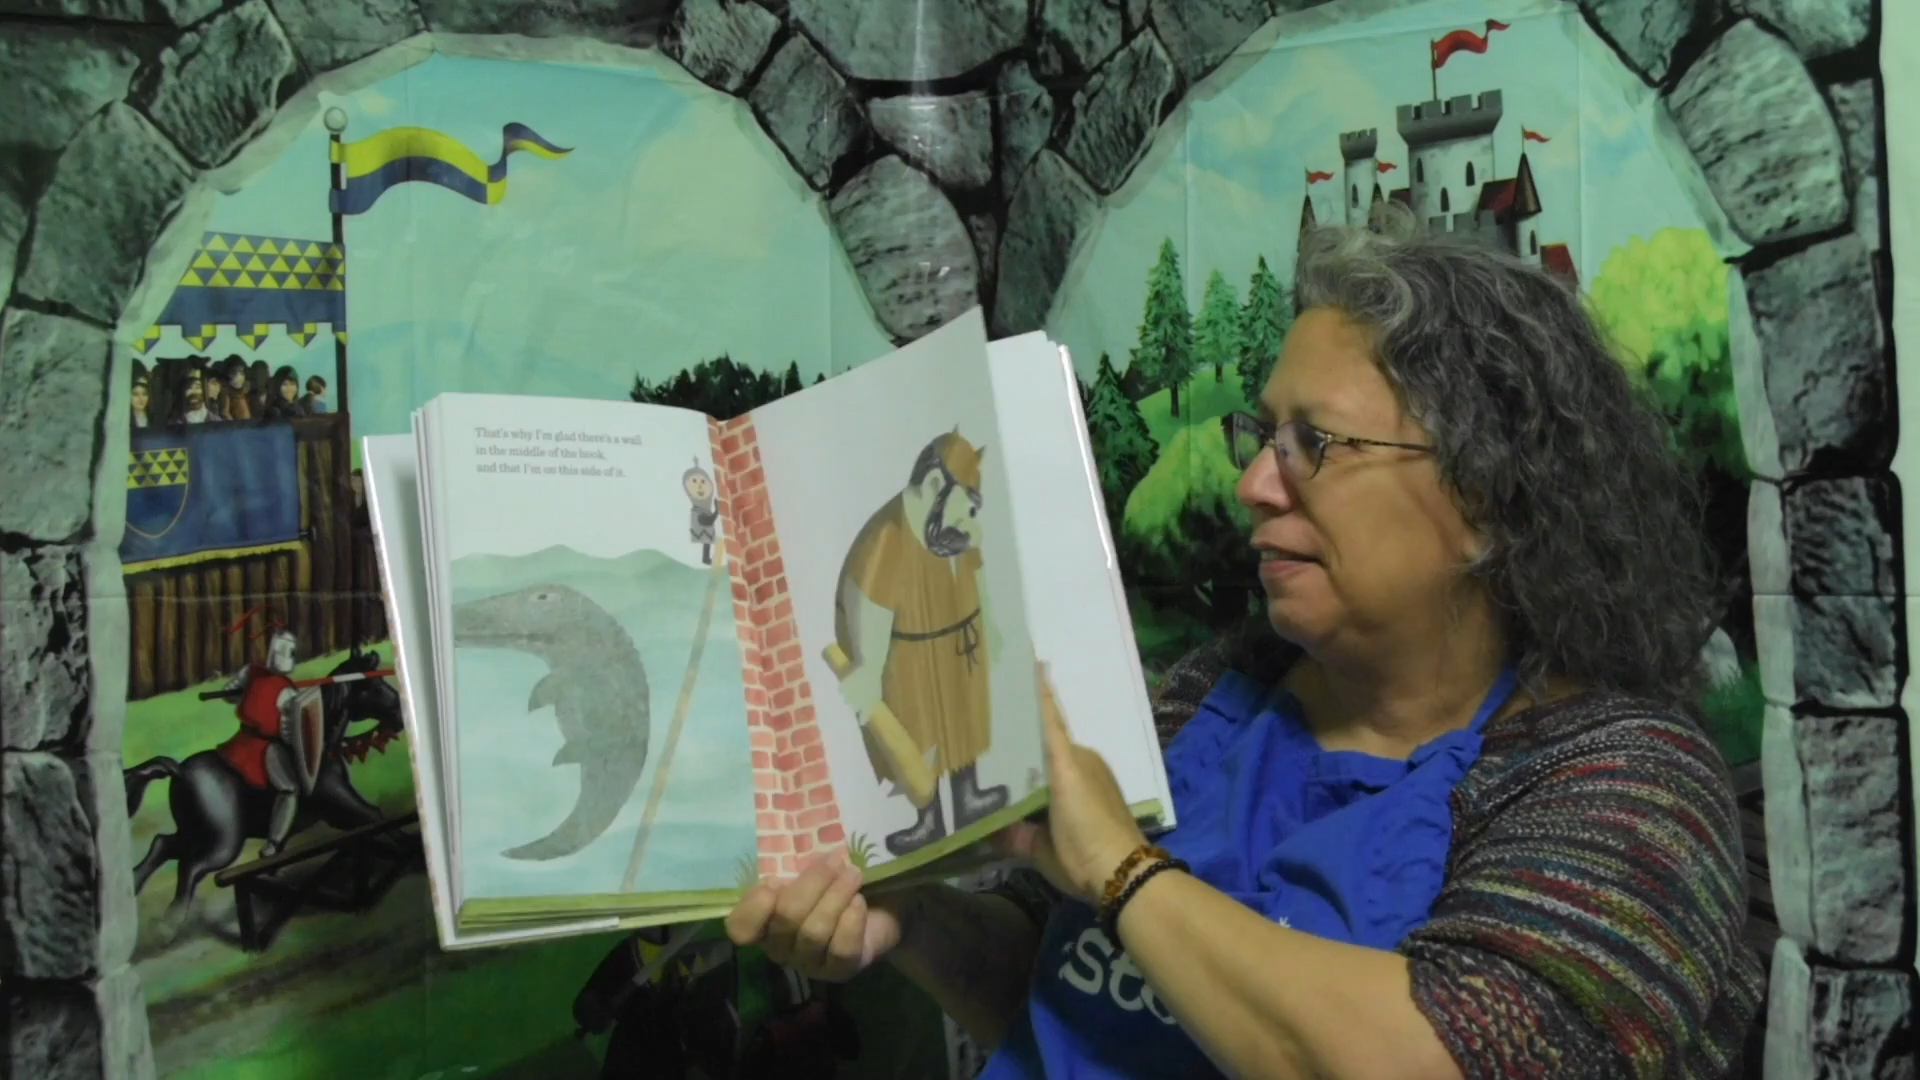 That's why I'm glad there's a wall
in the middle of the book,
and that I'm on this side of it.